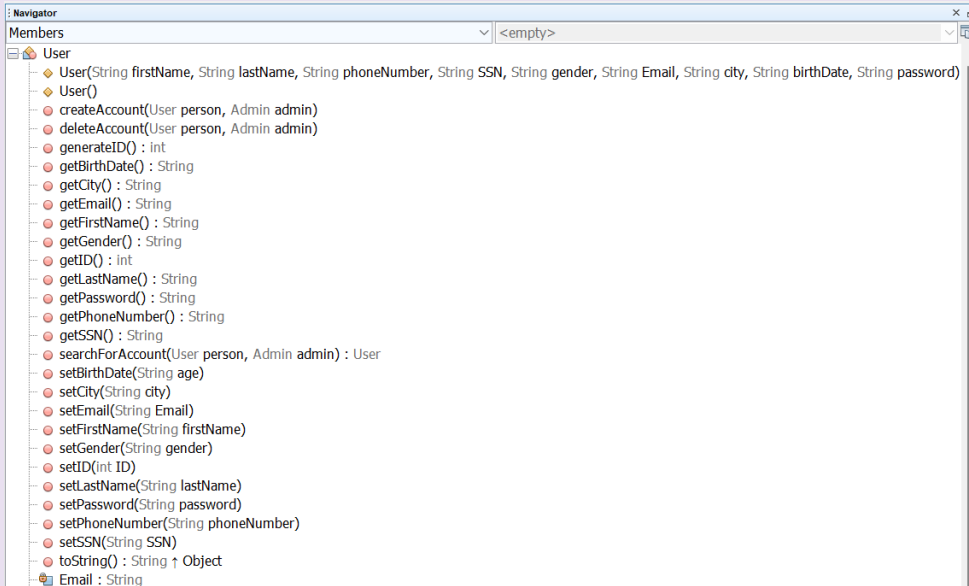 Navigator
Members <empty>
User
User(String firstName, String lastName, String phoneNumber, String SSN, String gender, String Email, String city, String birthDate, String password)
User()
createAccount(User person, Admin admin)
deleteAccount(User person, Admin admin)
generateID() : int
getBirthDate() : String
getCity() : String
getEmail() : String
getFirstName() : String
getGender() : String
getID() : int
getLastName() : String
getPassword() : String
getPhoneNumber() : String
getSSN() : String
searchForAccount(User person, Admin admin) : User
setBirthDate(String age)
setCity(String city)
setEmail(String Email)
setFirstName(String firstName)
setGender(String gender)
setID(int ID)
setLastName(String lastName)
setPassword(String password)
setPhoneNumber(String phoneNumber)
setSSN(String SSN)
toString() : String ↑ Object
Email : String